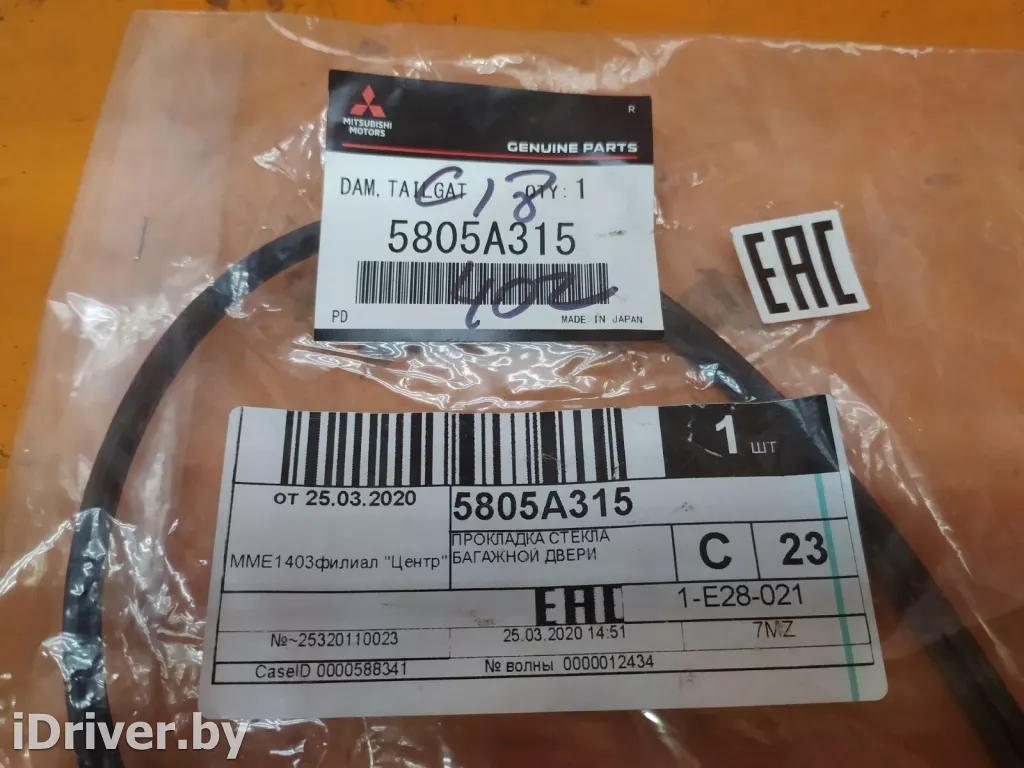 MITSUBISHI
MOTORS
R
GENUINE PARTS
DAM, TAILGAT QTY: 1
C13
5805A315
402
PD MADE IN JAPAN
EAC
1 шт
от 25.03.2020
5805A315
MME1403филиал "Центр"
ПРОКЛАДКА СТЕКЛА
БАГАЖНОЙ ДВЕРИ
C 23
EAC
1-E28-021
№~25320110023 25.03.2020 14:51 7MZ
CaseID 0000588341 № волны 0000012434
iDriver.by